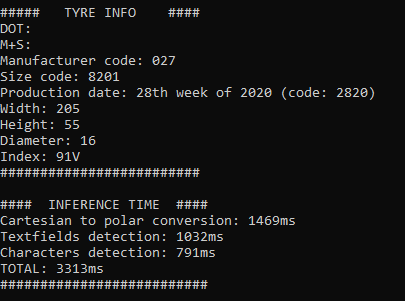 #####   TYRE INFO    ####
DOT:
M+S:
Manufacturer code: 027
Size code: 8201
Production date: 28th week of 2020 (code: 2820)
Width: 205
Height: 55
Diameter: 16
Index: 91V
#########################

####  INFERENCE TIME  ####
Cartesian to polar conversion: 1469ms
Textfields detection: 1032ms
Characters detection: 791ms
TOTAL: 3313ms
##########################